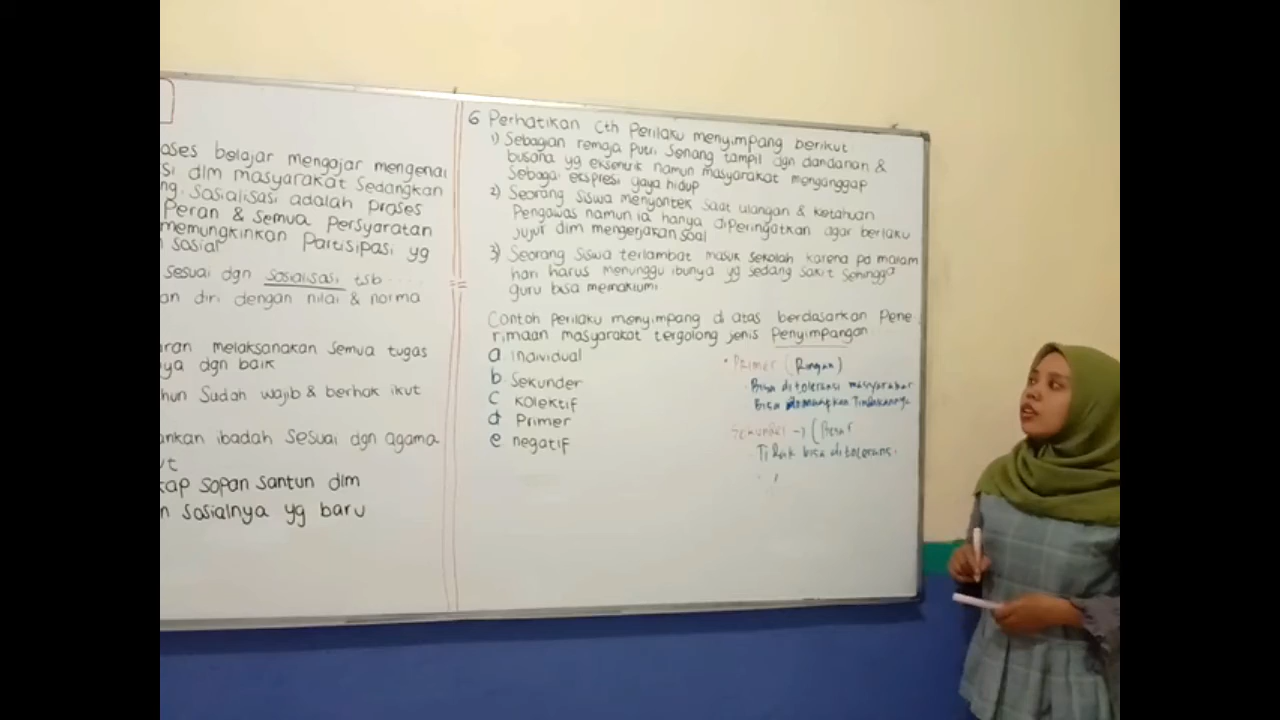 ases belajar mengajar mengenai
si dlm masyarakat sedangkan
ng. Sosialisasi adalah proses
Peran & semua Persyaratan
memungkinkan Partisipasi yg
n sosial
sesuai dgn sosialisasi tsb....
an diri dengan nilai & norma
ran melaksanakan semua tugas
ya dgn baik
hun sudah wajib & berhak ikut
ankan ibadah sesuai dgn agama
ut
kap sopan santun dlm
n sosialnya yg baru
6 Perhatikan cth Perilaku menyimpang berikut
1) Sebagian remaja putri senang tampil dgn dandanan &
busana yg eksentrik namun masyarakat menganggap
sebagai ekspresi gaya hidup
2) Seorang siswa menyontek saat ulangan & ketahuan
Pengawas namun ia hanya diperingatkan agar berlaku
jujur dlm mengerjakan soal
3) Seorang siswa terlambat masuk sekolah karena pd malam
hari harus menunggu ibunya yg sedang sakit sehingga
guru bisa memaklumi
Contoh perilaku menyimpang di atas berdasarkan Pene
rimaan masyarakat tergolong jenis Penyimpangan...
a individual
b Sekunder
c kolektif
d Primer
e negatif
• Primer (Ringan)
- Bisa ditoleransi masyarakat
Bisa Tindakannya
Sekunder → (Berat
- Tidak bisa ditoleransi